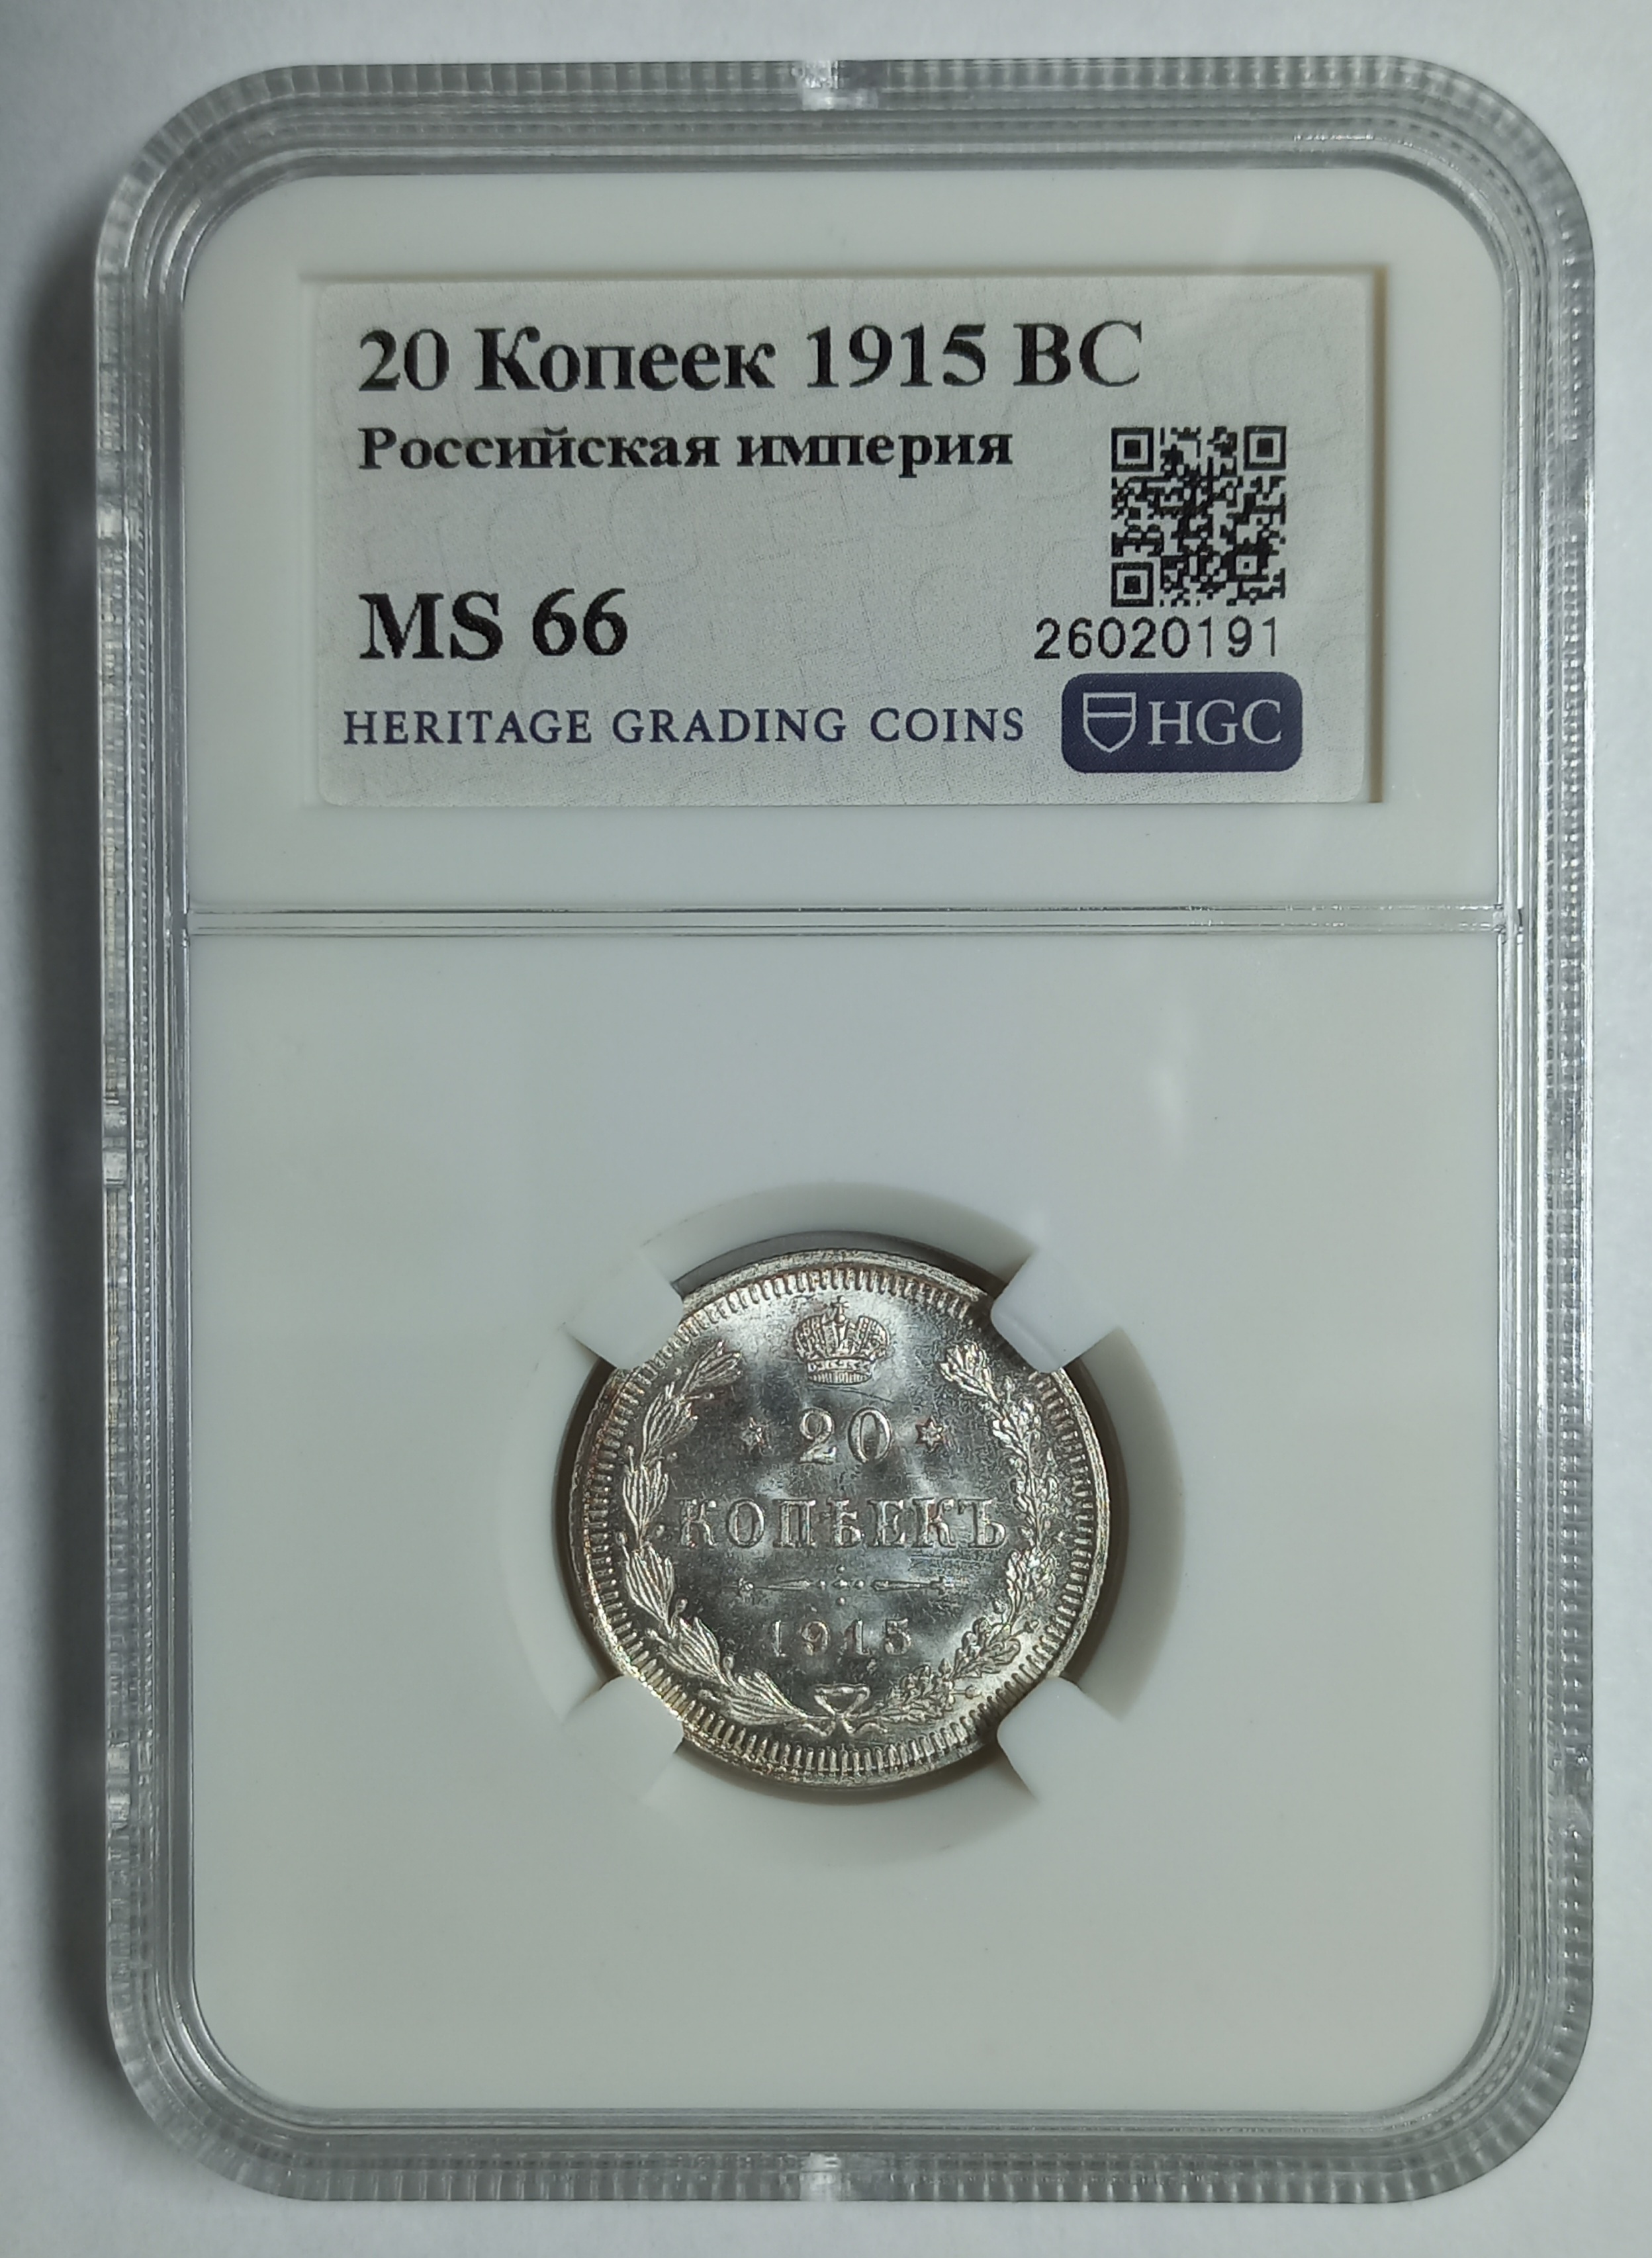 20 Копеек 1915 ВС
Российская империя
MS 66
26020191
HERITAGE GRADING COINS
HGC
20
КОПѢЕКЪ
1915